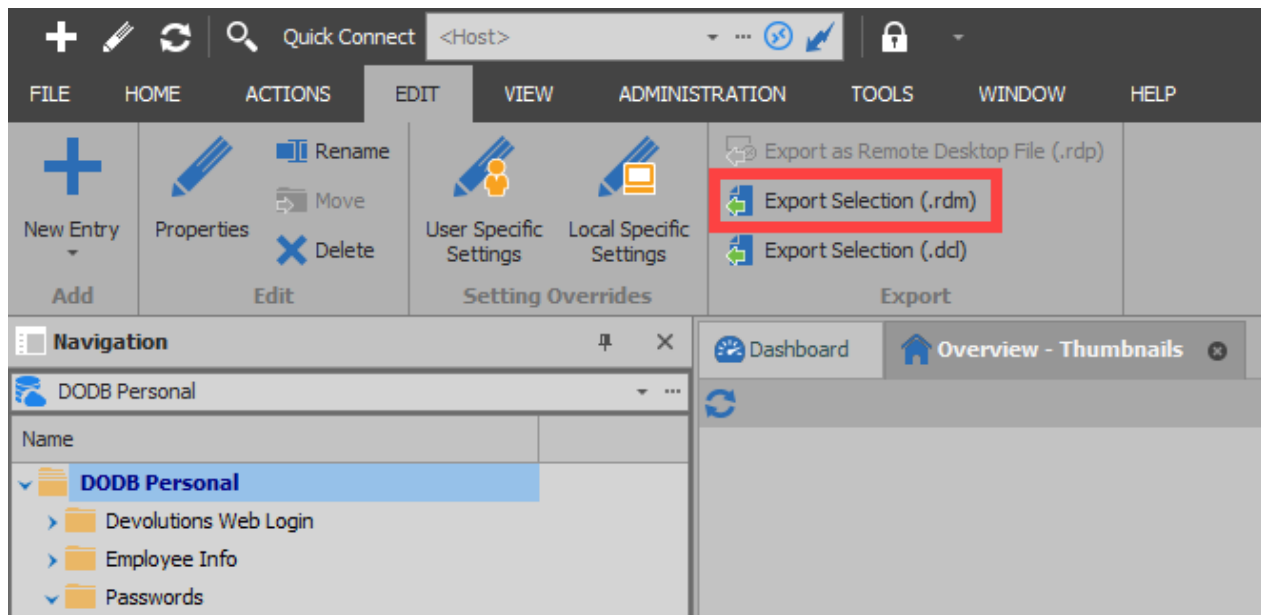 Quick Connect <Host>
FILE HOME ACTIONS EDIT VIEW ADMINISTRATION TOOLS WINDOW HELP
New Entry
Add
Properties
Rename
Move
Delete
Edit
User Specific
Settings
Local Specific
Settings
Setting Overrides
Export as Remote Desktop File (.rdp)
Export Selection (.rdm)
Export Selection (.dcl)
Export
Navigation
DODB Personal
Name
DODB Personal
Devolutions Web Login
Employee Info
Passwords
Dashboard
Overview - Thumbnails